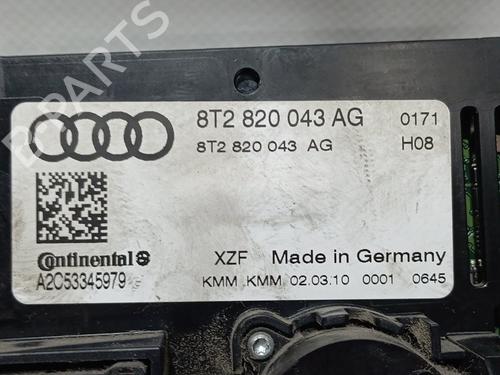 B-PARTS
8T2 820 043 AG 0171
8T2 820 043 AG H08
Continental XZF Made in Germany
A2C53345979 KMM KMM 02.03.10 0001 0645